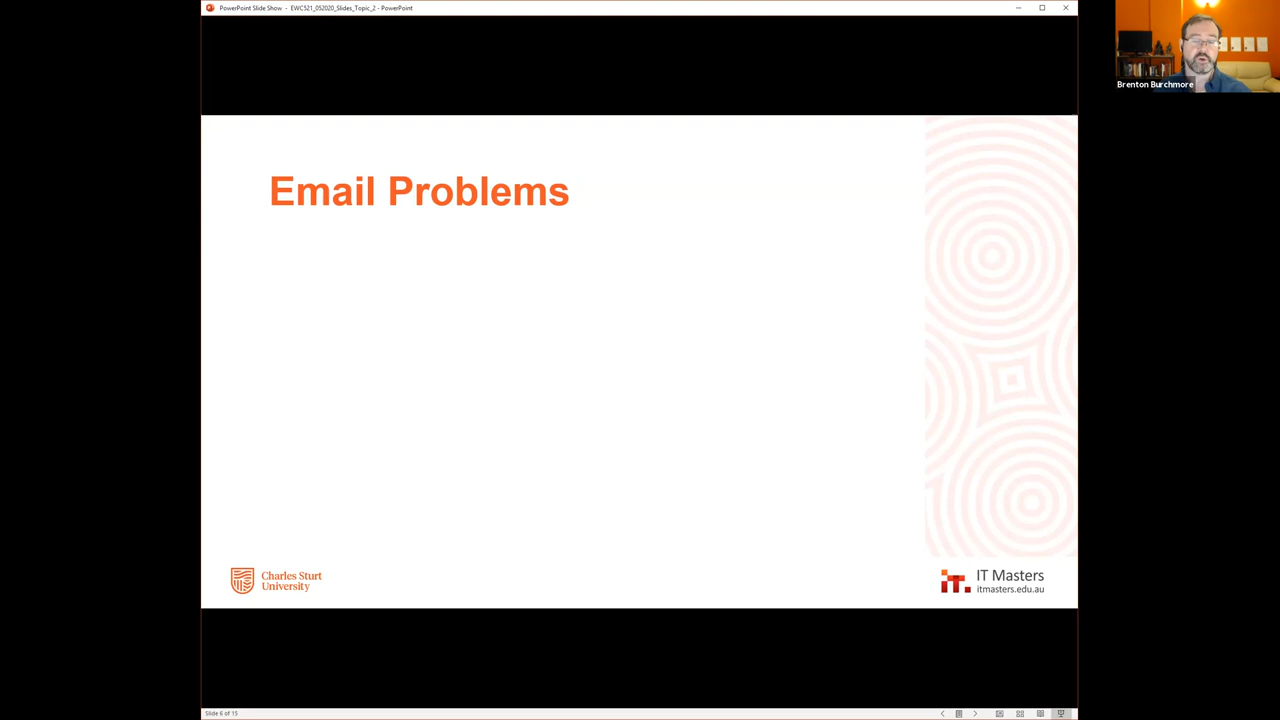 PowerPoint Slide Show - EWC521_052020_Slides_Topic_2 - PowerPoint
Brenton Burchmore
Email Problems
Charles Sturt
University
IT Masters
itmasters.edu.au
Slide 6 of 15